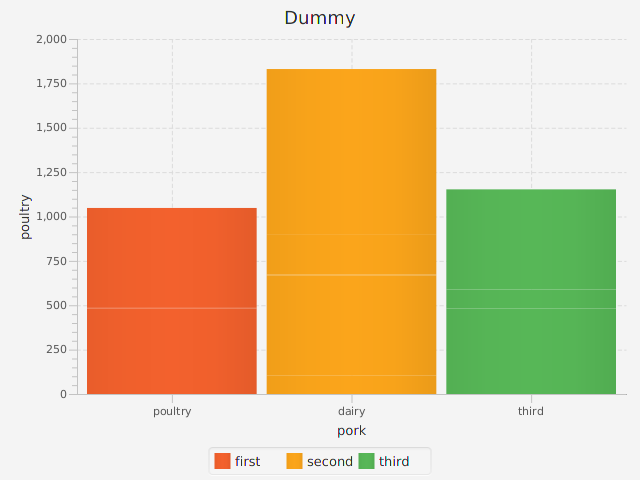 Dummy
2,000
1,750
1,500
1,250
1,000
750
500
250
0
poultry
poultry dairy third
pork
first second third